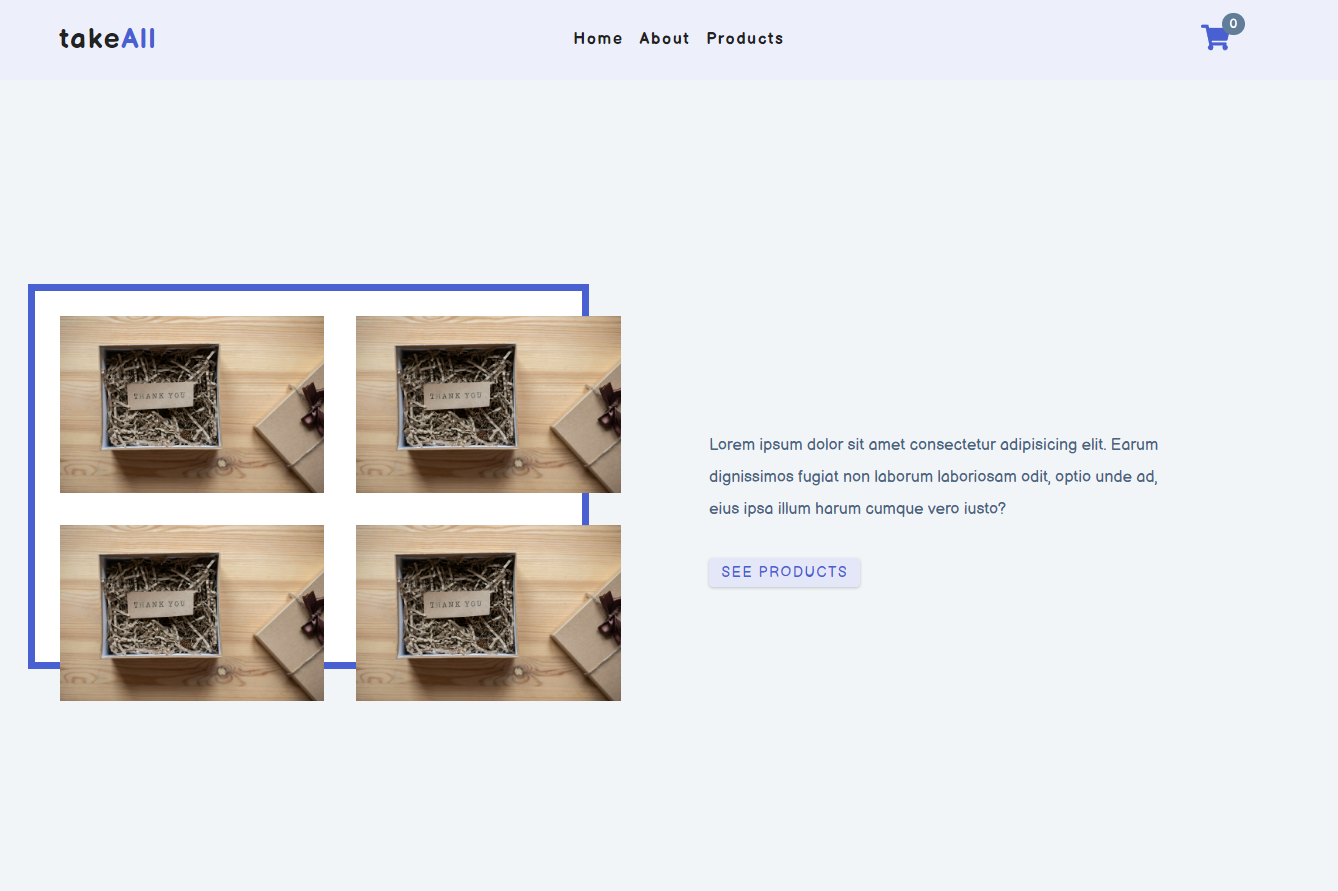 takeAll
Home About Products
0
THANK YOU
THANK YOU
THANK YOU
THANK YOU
Lorem ipsum dolor sit amet consectetur adipisicing elit. Earum
dignissimos fugiat non laborum laboriosam odit, optio unde ad,
eius ipsa illum harum cumque vero iusto?
SEE PRODUCTS